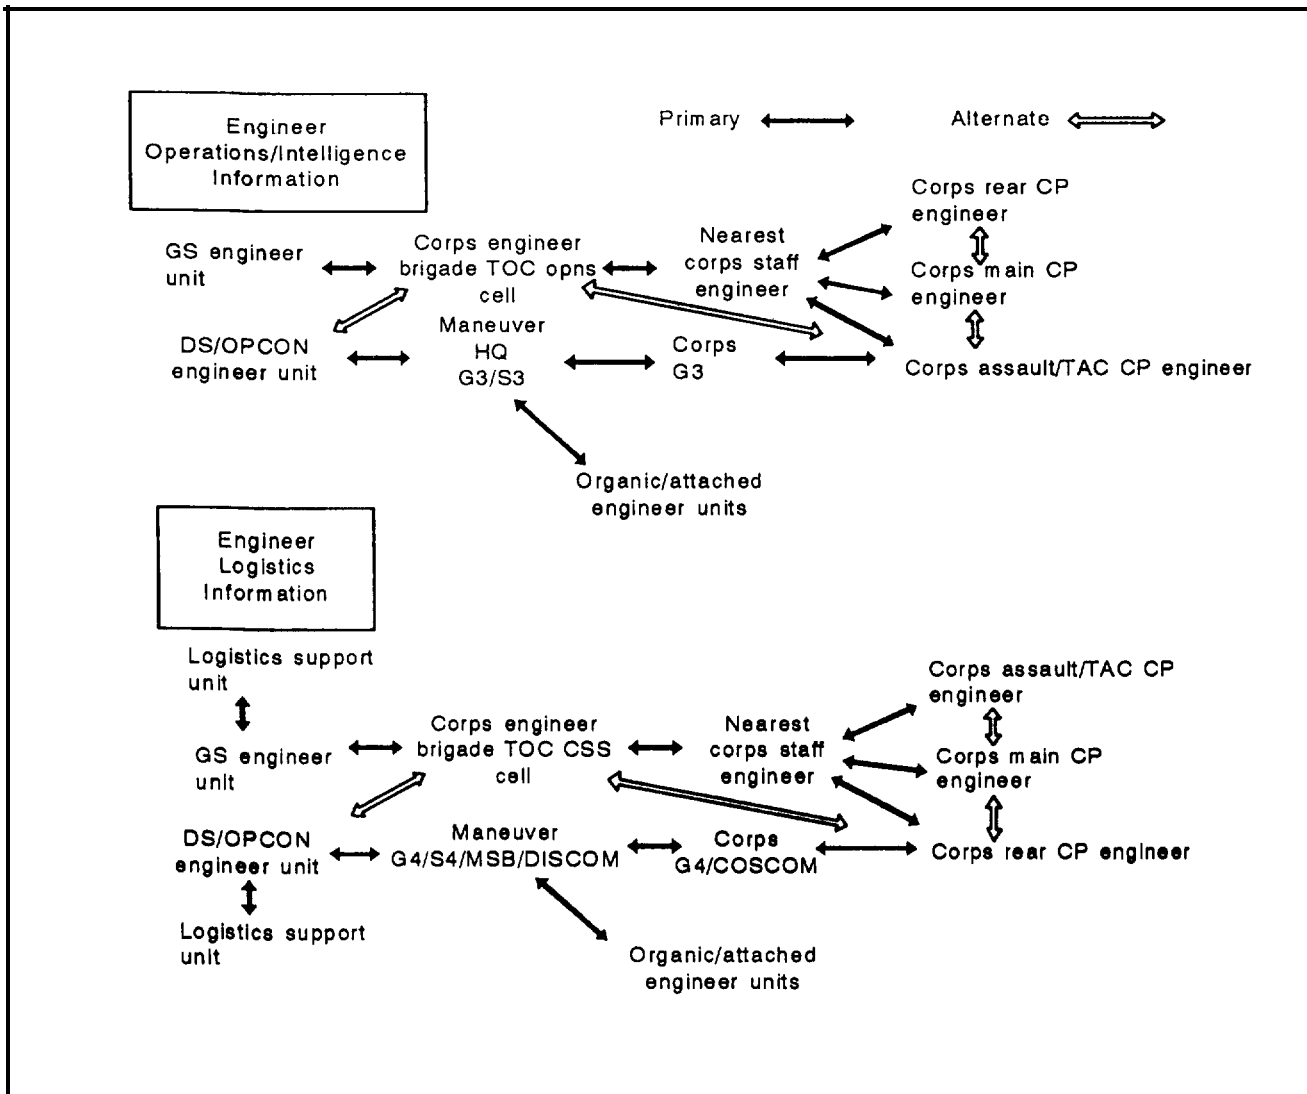 Engineer
Operations/Intelligence
Information
Primary
Alternate
GS engineer
unit
Corps engineer
brigade TOC opns
cell
Nearest
corps staff
engineer
Corps rear CP
engineer
Corps main CP
engineer
DS/OPCON
engineer unit
Maneuver
HQ
G3/S3
Corps
G3
Corps assault/TAC CP engineer
Organic/attached
engineer units
Engineer
Logistics
Information
Logistics support
unit
GS engineer
unit
Corps engineer
brigade TOC CSS
cell
Nearest
corps staff
engineer
Corps assault/TAC CP
engineer
Corps main CP
engineer
DS/OPCON
engineer unit
Maneuver
G4/S4/MSB/DISCOM
Corps
G4/COSCOM
Corps rear CP engineer
Logistics support
unit
Organic/attached
engineer units